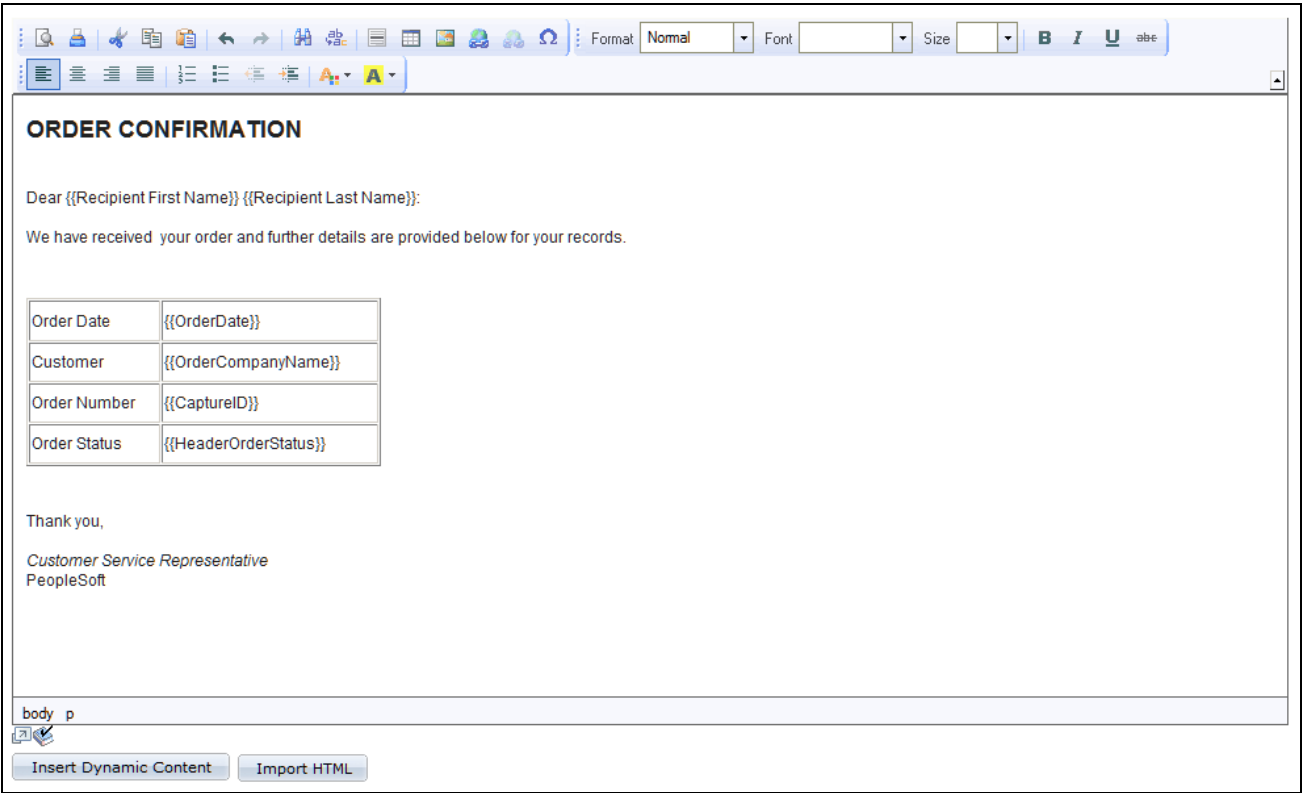 Format Normal Font Size B I U abc
A A
ORDER CONFIRMATION
Dear {{Recipient First Name}} {{Recipient Last Name}}:
We have received  your order and further details are provided below for your records.
Order Date {{OrderDate}}
Customer {{OrderCompanyName}}
Order Number {{CaptureID}}
Order Status {{HeaderOrderStatus}}
Thank you,
Customer Service Representative
PeopleSoft
body p
Insert Dynamic Content Import HTML